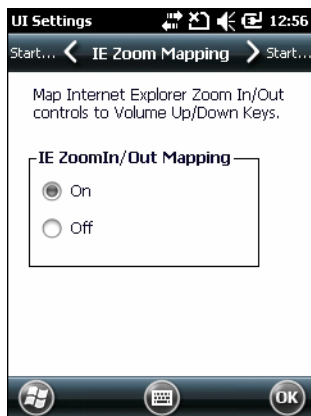 UI Settings 12:56
Start... IE Zoom Mapping Start...
Map Internet Explorer Zoom In/Out
controls to Volume Up/Down Keys.
IE ZoomIn/Out Mapping
On
Off
OK